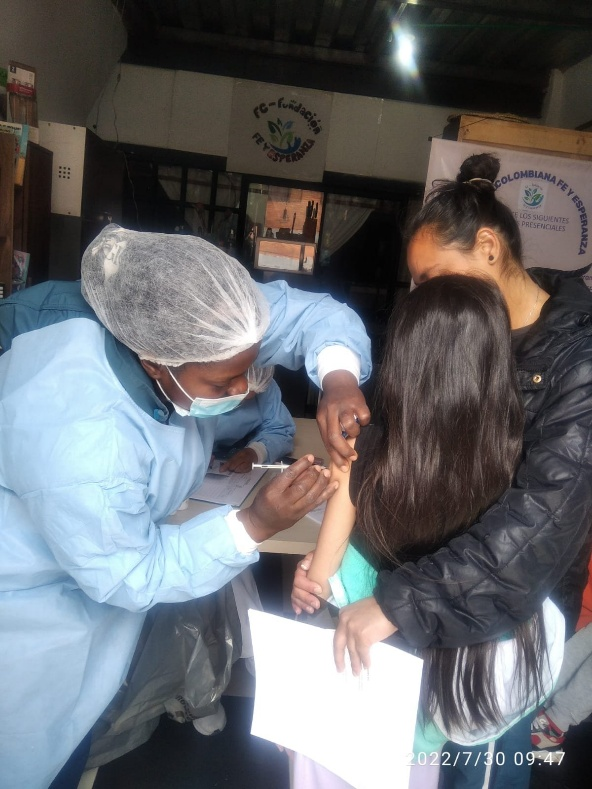 FC-Fundación
FE Y ESPERANZA
COLOMBIANA FE Y ESPERANZA
LOS SIGUIENTES
PRESENCIALES
2022/7/30 09:47